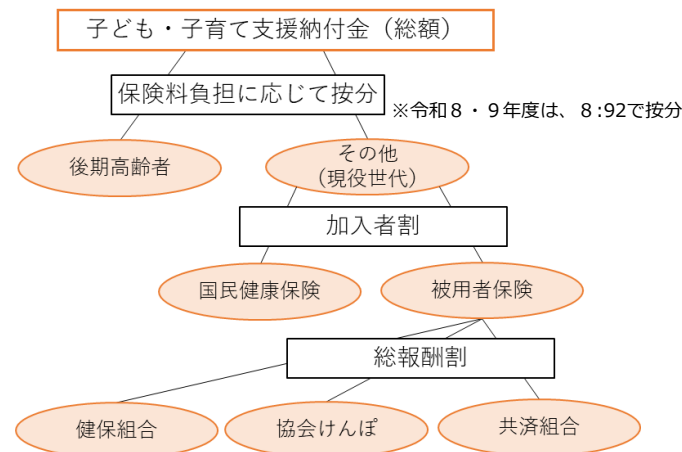 子ども・子育て支援納付金（総額）
保険料負担に応じて按分
※令和８・９年度は、８:92で按分
後期高齢者
その他
（現役世代）
加入者割
国民健康保険
被用者保険
総報酬割
健保組合
協会けんぽ
共済組合